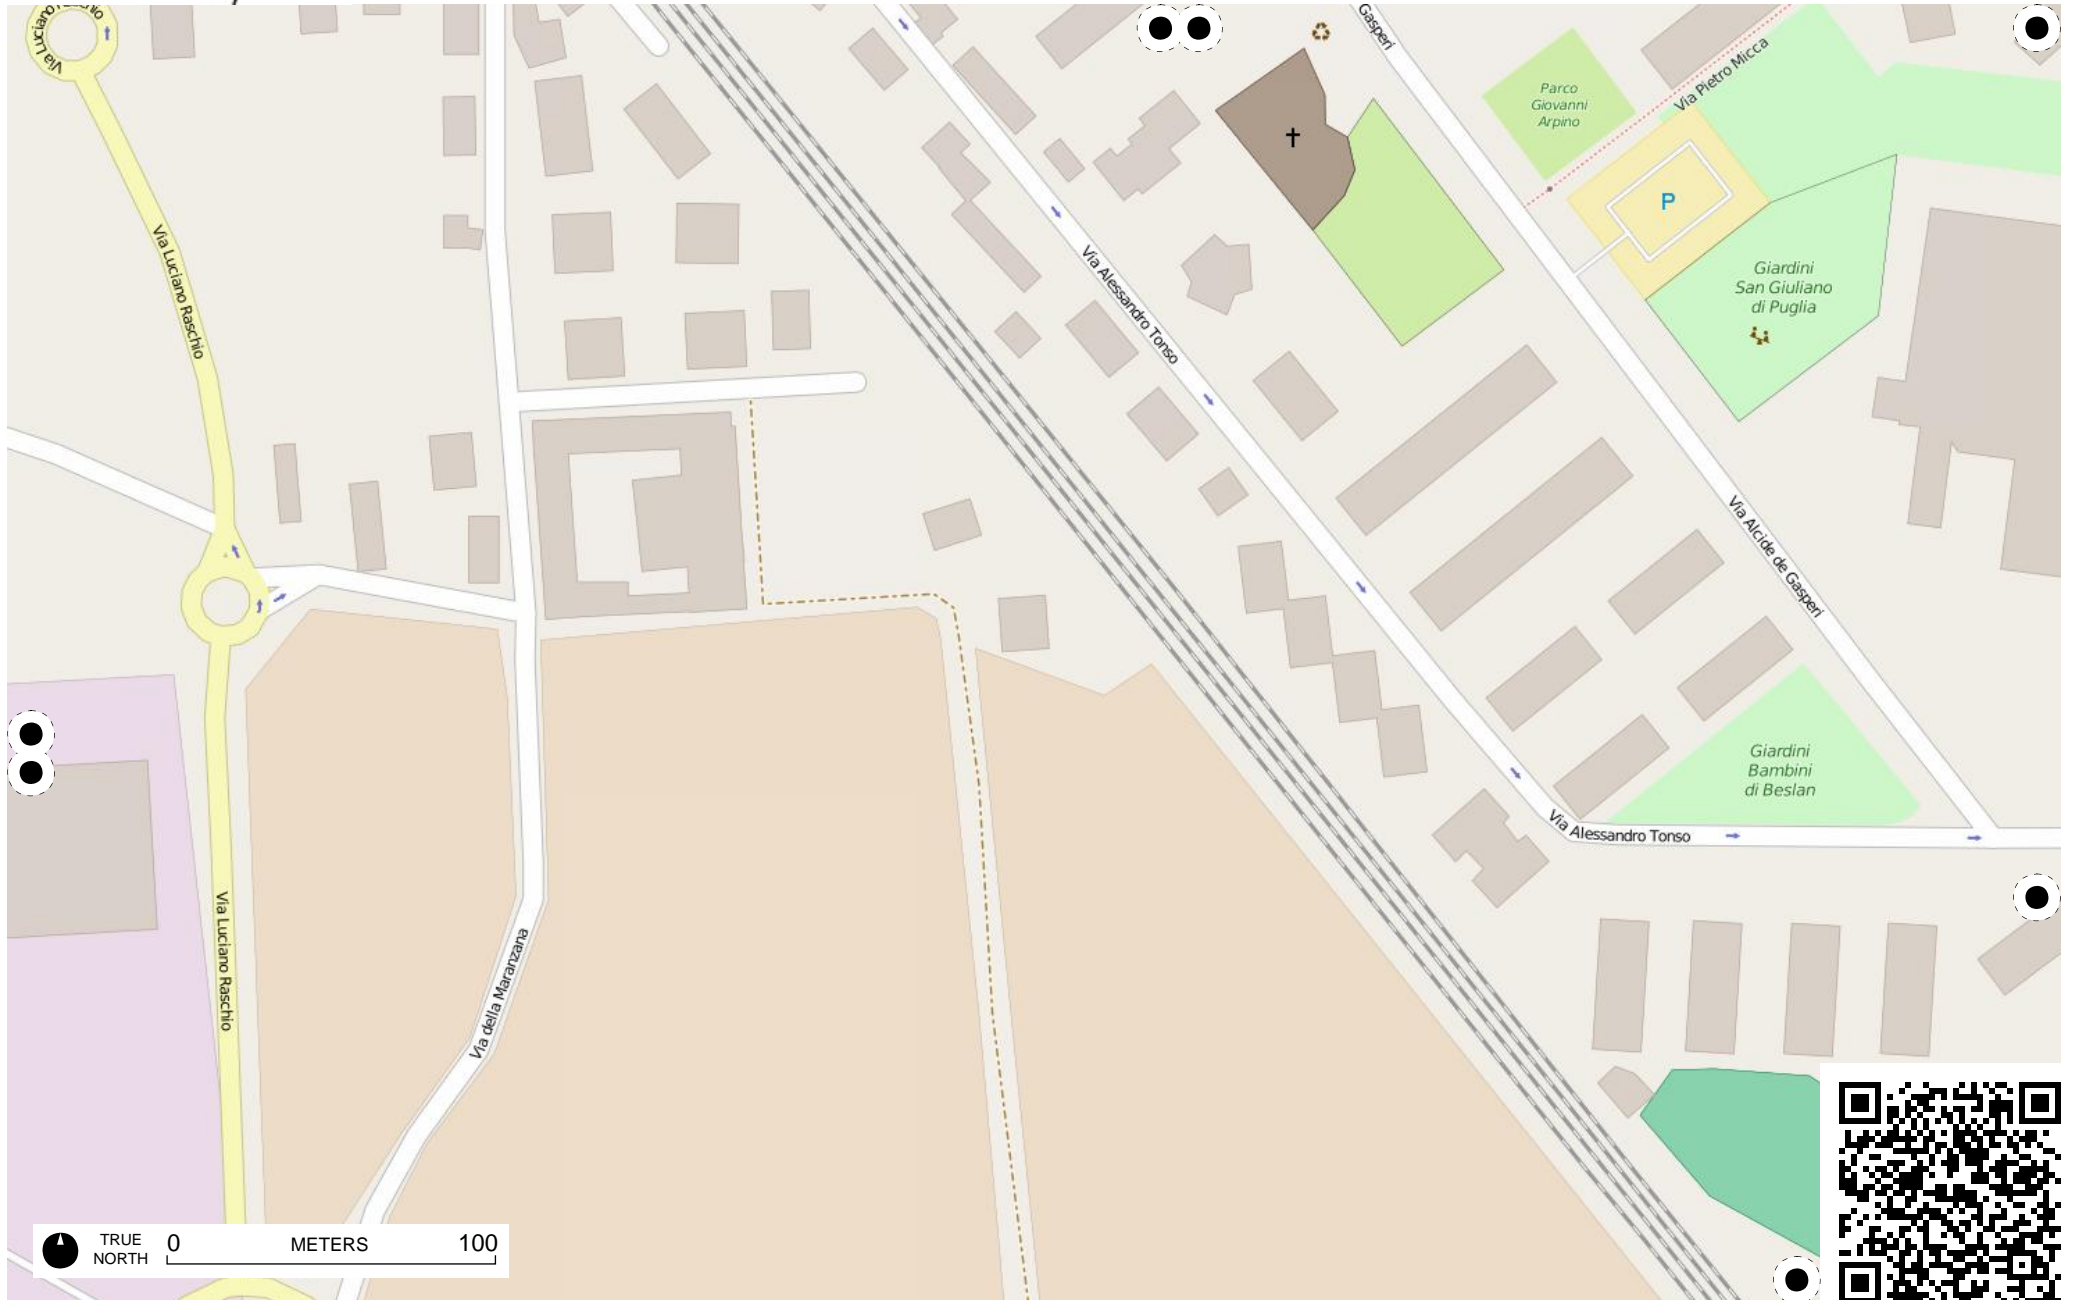 Via Luciano Raschio
Gasperi
Via Pietro Micca
Parco
Giovanni
Arpino
✝
P
Via Luciano Raschio
Via Alessandro Tonso
Giardini
San Giuliano
di Puglia
Via Alcide de Gasperi
Giardini
Bambini
di Beslan
Via Alessandro Tonso
Via Luciano Raschio
Via della Maranzana
TRUE
NORTH
0 METERS 100